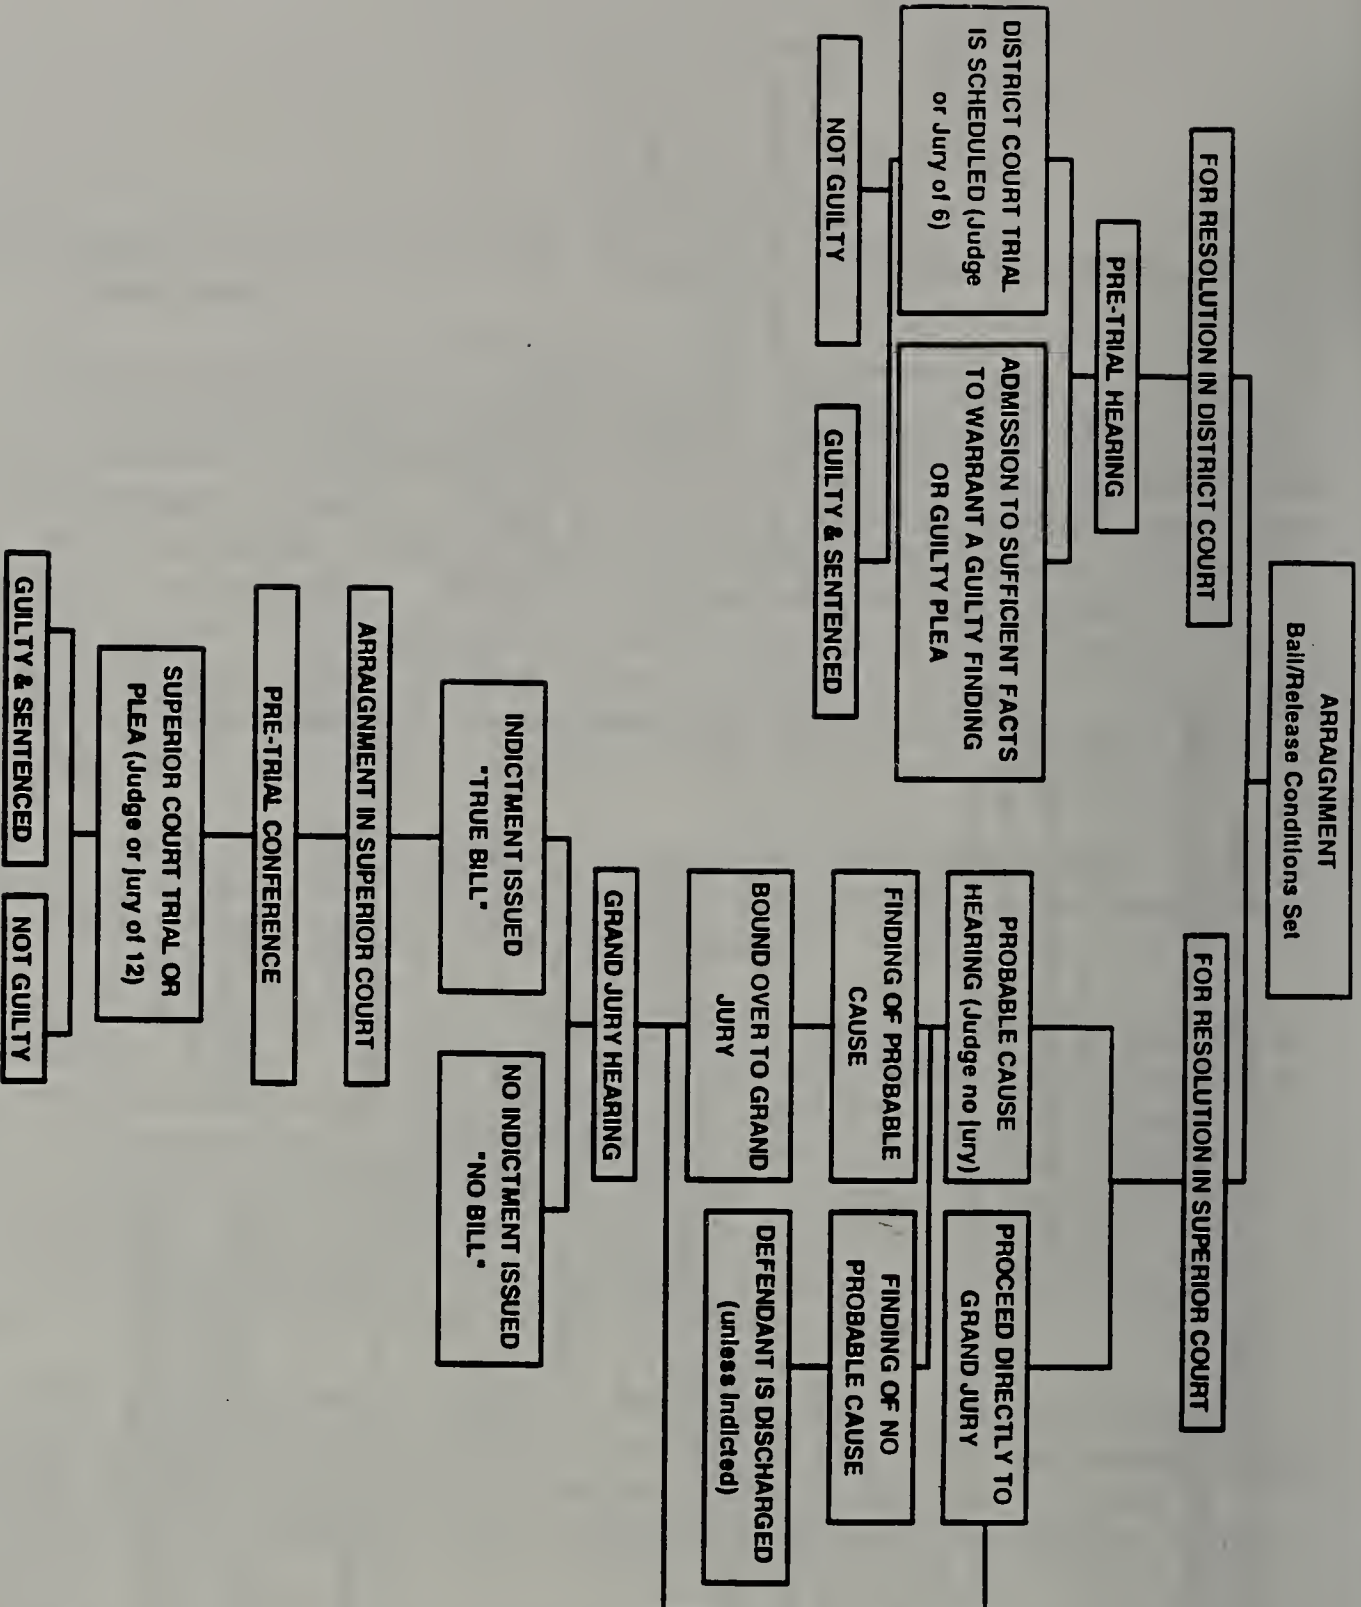 ARRAIGNMENT
Bail/Release Conditions Set
FOR RESOLUTION IN DISTRICT COURT
FOR RESOLUTION IN SUPERIOR COURT
PRE-TRIAL HEARING
DISTRICT COURT TRIAL
IS SCHEDULED (Judge
or Jury of 6)
ADMISSION TO SUFFICIENT FACTS
TO WARRANT A GUILTY FINDING
OR GUILTY PLEA
NOT GUILTY
GUILTY & SENTENCED
PROBABLE CAUSE
HEARING (Judge no jury)
PROCEED DIRECTLY TO
GRAND JURY
FINDING OF PROBABLE
CAUSE
FINDING OF NO
PROBABLE CAUSE
BOUND OVER TO GRAND
JURY
DEFENDANT IS DISCHARGED
(unless Indicted)
GRAND JURY HEARING
INDICTMENT ISSUED
"TRUE BILL"
NO INDICTMENT ISSUED
"NO BILL"
ARRAIGNMENT IN SUPERIOR COURT
PRE-TRIAL CONFERENCE
SUPERIOR COURT TRIAL OR
PLEA (Judge or jury of 12)
GUILTY & SENTENCED
NOT GUILTY